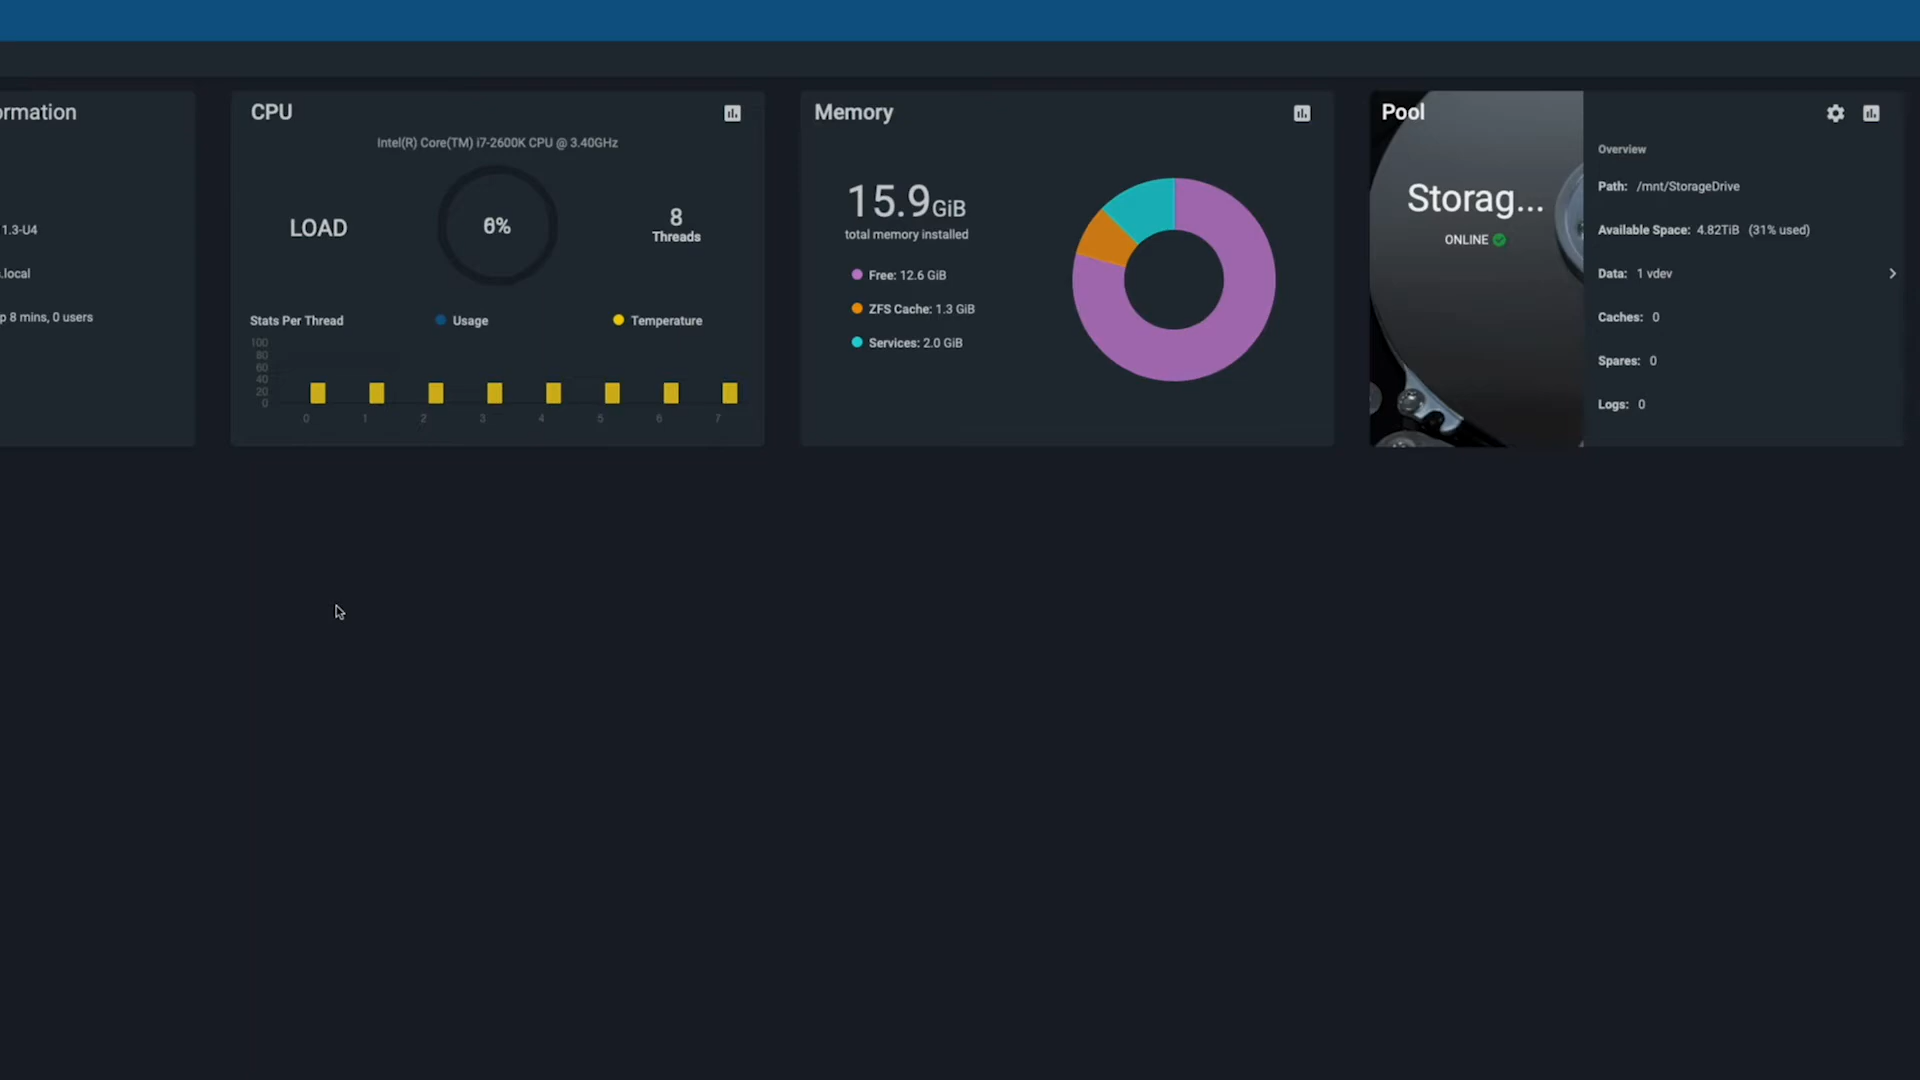 ormation
1.3-U4
.local
p 8 mins, 0 users
CPU
Intel(R) Core(TM) i7-2600K CPU @ 3.40GHz
LOAD
8
Threads
Stats Per Thread
Usage
Temperature
100
80
60
40
20
0
0 1 2 3 4 5 6 7
Memory
15.9GiB
total memory installed
Free: 12.6 GiB
ZFS Cache: 1.3 GiB
Services: 2.0 GiB
Pool
Storag...
ONLINE
Overview
Path: /mnt/StorageDrive
Available Space: 4.82TiB (31% used)
Data: 1 vdev
Caches: 0
Spares: 0
Logs: 0